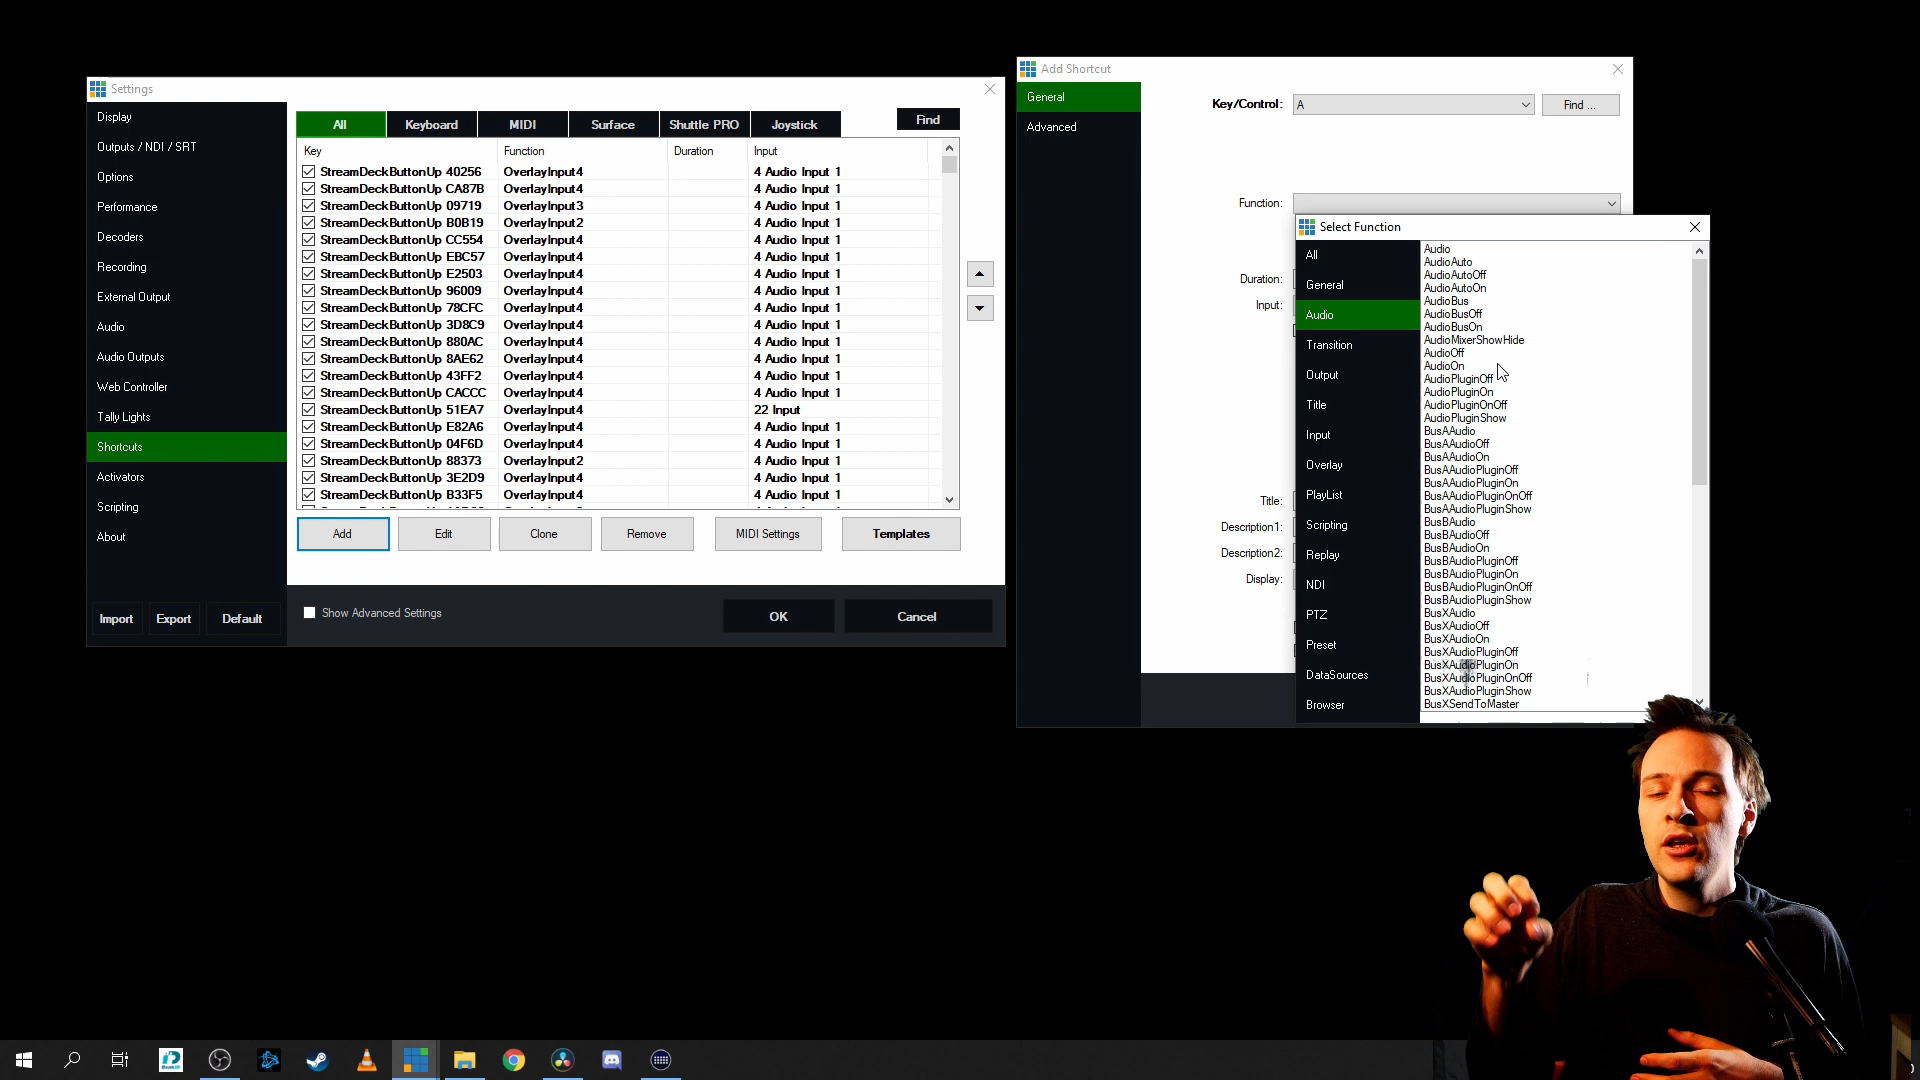 Settings
Display
Outputs / NDI / SRT
Options
Performance
Decoders
Recording
External Output
Audio
Audio Outputs
Web Controller
Tally Lights
Shortcuts
Activators
Scripting
About
Import Export Default
All Keyboard MIDI Surface Shuttle PRO Joystick Find
Key Function Duration Input
StreamDeckButtonUp 40256 OverlayInput4 4 Audio Input 1
StreamDeckButtonUp CA87B OverlayInput4 4 Audio Input 1
StreamDeckButtonUp 09719 OverlayInput3 4 Audio Input 1
StreamDeckButtonUp B0B19 OverlayInput2 4 Audio Input 1
StreamDeckButtonUp CC554 OverlayInput4 4 Audio Input 1
StreamDeckButtonUp EBC57 OverlayInput4 4 Audio Input 1
StreamDeckButtonUp E2503 OverlayInput4 4 Audio Input 1
StreamDeckButtonUp 96009 OverlayInput4 4 Audio Input 1
StreamDeckButtonUp 78CFC OverlayInput4 4 Audio Input 1
StreamDeckButtonUp 3D8C9 OverlayInput4 4 Audio Input 1
StreamDeckButtonUp 880AC OverlayInput4 4 Audio Input 1
StreamDeckButtonUp 8AE62 OverlayInput4 4 Audio Input 1
StreamDeckButtonUp 43FF2 OverlayInput4 4 Audio Input 1
StreamDeckButtonUp CACCC OverlayInput4 4 Audio Input 1
StreamDeckButtonUp 51EA7 OverlayInput4 22 Input
StreamDeckButtonUp E82A6 OverlayInput4 4 Audio Input 1
StreamDeckButtonUp 04F6D OverlayInput4 4 Audio Input 1
StreamDeckButtonUp 88373 OverlayInput2 4 Audio Input 1
StreamDeckButtonUp 3E2D9 OverlayInput4 4 Audio Input 1
StreamDeckButtonUp B33F5 OverlayInput4 4 Audio Input 1
Add Edit Clone Remove MIDI Settings Templates
Show Advanced Settings OK Cancel
Add Shortcut
General
Advanced
Key/Control: A Find ...
Function:
Duration:
Input:
Title:
Description1:
Description2:
Display:
Select Function
All
General
Audio
Transition
Output
Title
Input
Overlay
PlayList
Scripting
Replay
NDI
PTZ
Preset
DataSources
Browser
Audio
AudioAuto
AudioAutoOff
AudioAutoOn
AudioBus
AudioBusOff
AudioBusOn
AudioMixerShowHide
AudioOff
AudioOn
AudioPluginOff
AudioPluginOn
AudioPluginOnOff
AudioPluginShow
BusAAudio
BusAAudioOff
BusAAudioOn
BusAAudioPluginOff
BusAAudioPluginOn
BusAAudioPluginOnOff
BusAAudioPluginShow
BusBAudio
BusBAudioOff
BusBAudioOn
BusBAudioPluginOff
BusBAudioPluginOn
BusBAudioPluginOnOff
BusBAudioPluginShow
BusXAudio
BusXAudioOff
BusXAudioOn
BusXAudioPluginOff
BusXAudioPluginOn
BusXAudioPluginOnOff
BusXAudioPluginShow
BusXSendToMaster